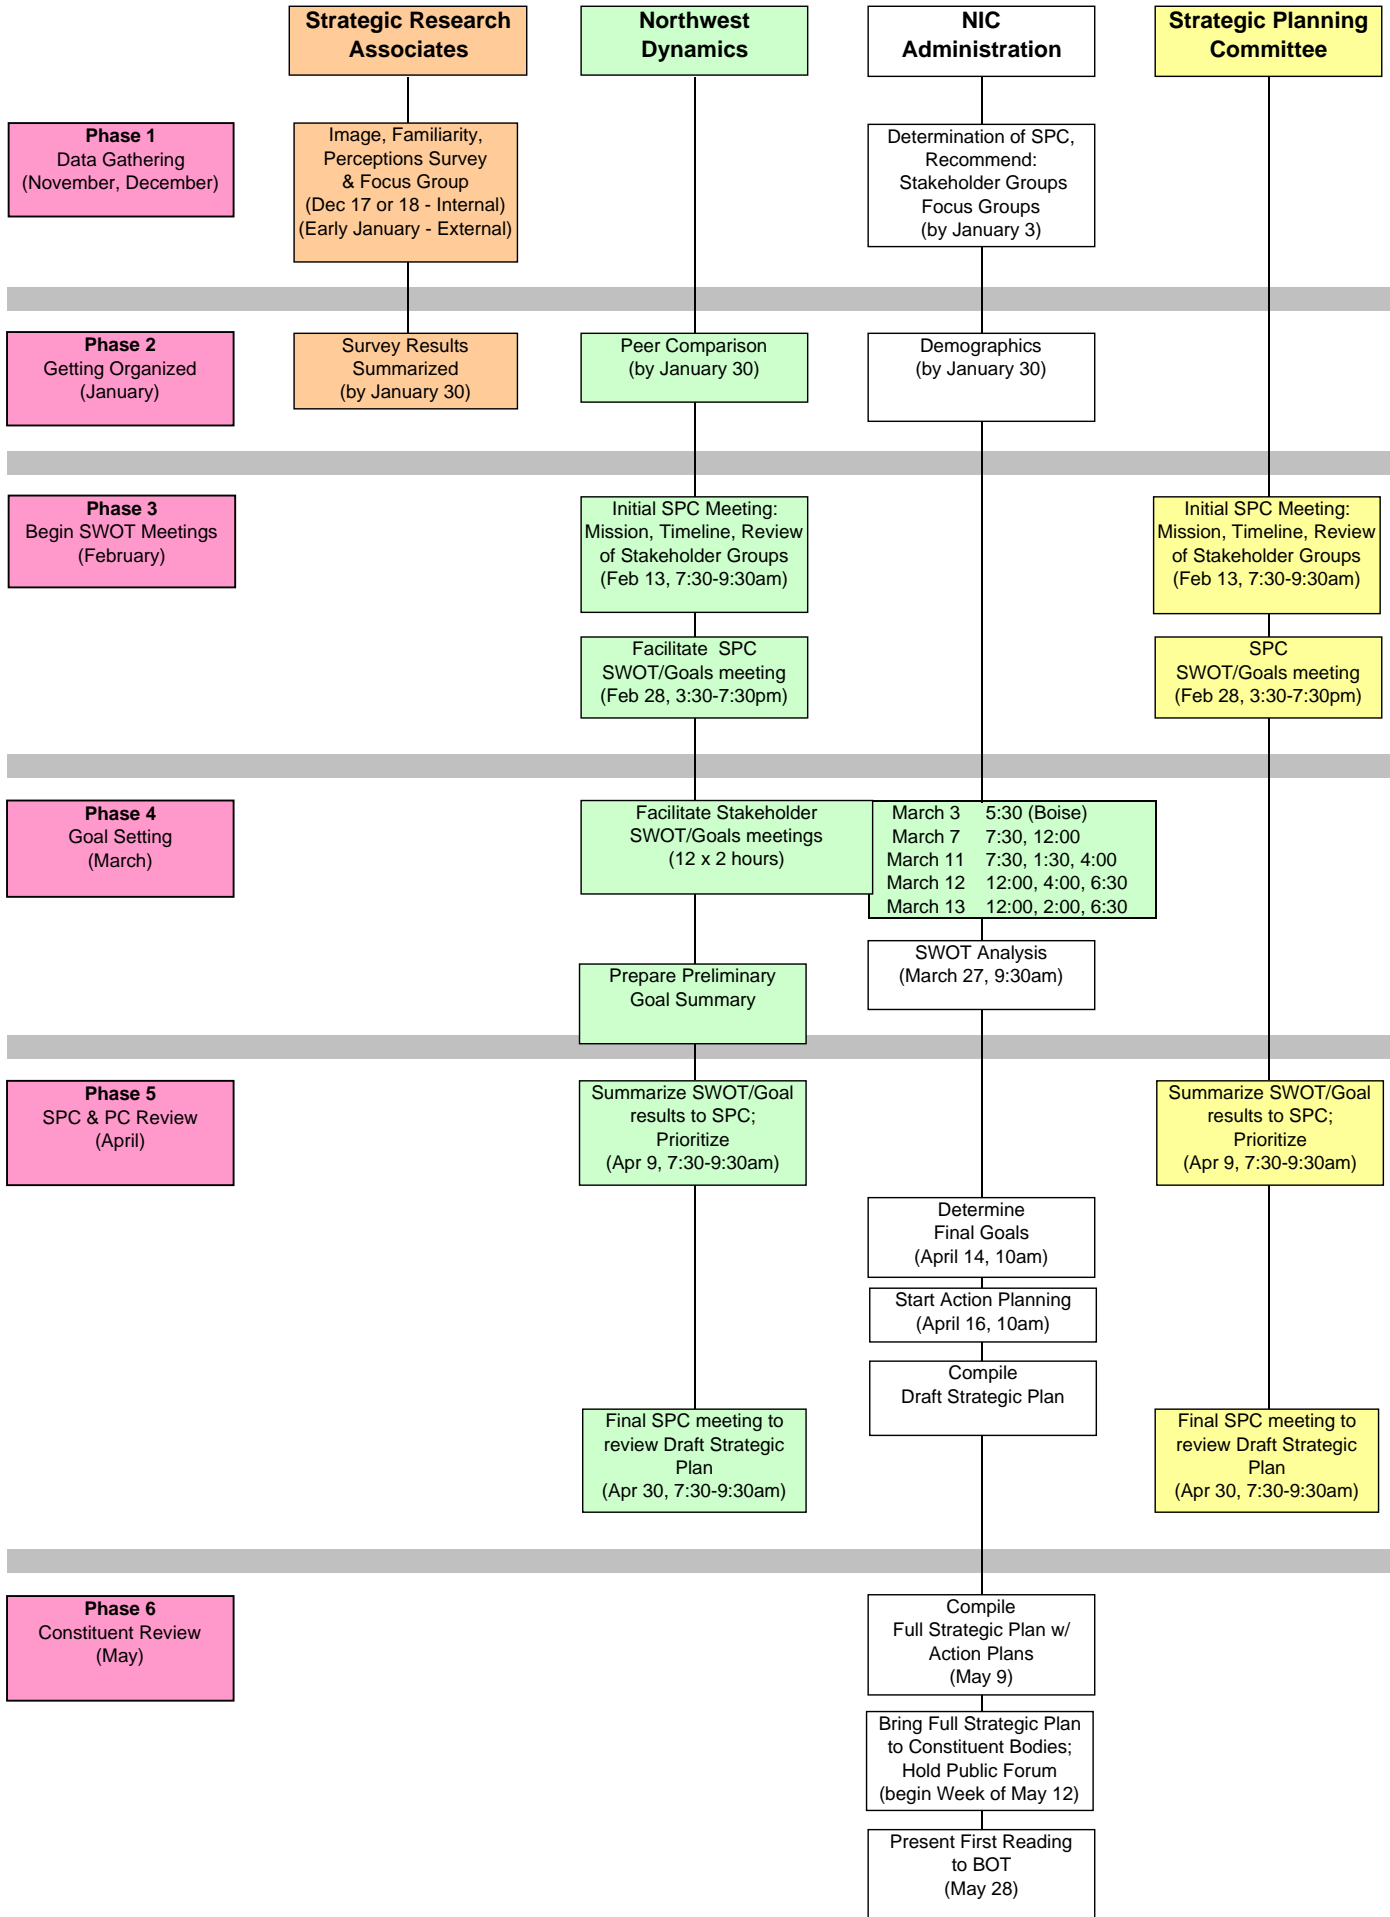 Strategic Research
Associates
Northwest
Dynamics
NIC
Administration
Strategic Planning
Committee
Phase 1
Data Gathering
(November, December)
Image, Familiarity,
Perceptions Survey
& Focus Group
(Dec 17 or 18 - Internal)
(Early January - External)
Determination of SPC,
Recommend:
Stakeholder Groups
Focus Groups
(by January 3)
Phase 2
Getting Organized
(January)
Survey Results
Summarized
(by January 30)
Peer Comparison
(by January 30)
Demographics
(by January 30)
Phase 3
Begin SWOT Meetings
(February)
Initial SPC Meeting:
Mission, Timeline, Review
of Stakeholder Groups
(Feb 13, 7:30-9:30am)
Initial SPC Meeting:
Mission, Timeline, Review
of Stakeholder Groups
(Feb 13, 7:30-9:30am)
Facilitate SPC
SWOT/Goals meeting
(Feb 28, 3:30-7:30pm)
SPC
SWOT/Goals meeting
(Feb 28, 3:30-7:30pm)
Phase 4
Goal Setting
(March)
Facilitate Stakeholder
SWOT/Goals meetings
(12 x 2 hours)
March 3 5:30 (Boise)
March 7 7:30, 12:00
March 11 7:30, 1:30, 4:00
March 12 12:00, 4:00, 6:30
March 13 12:00, 2:00, 6:30
SWOT Analysis
(March 27, 9:30am)
Prepare Preliminary
Goal Summary
Phase 5
SPC & PC Review
(April)
Summarize SWOT/Goal
results to SPC;
Prioritize
(Apr 9, 7:30-9:30am)
Summarize SWOT/Goal
results to SPC;
Prioritize
(Apr 9, 7:30-9:30am)
Determine
Final Goals
(April 14, 10am)
Start Action Planning
(April 16, 10am)
Compile
Draft Strategic Plan
Final SPC meeting to
review Draft Strategic
Plan
(Apr 30, 7:30-9:30am)
Final SPC meeting to
review Draft Strategic
Plan
(Apr 30, 7:30-9:30am)
Phase 6
Constituent Review
(May)
Compile
Full Strategic Plan w/
Action Plans
(May 9)
Bring Full Strategic Plan
to Constituent Bodies;
Hold Public Forum
(begin Week of May 12)
Present First Reading
to BOT
(May 28)